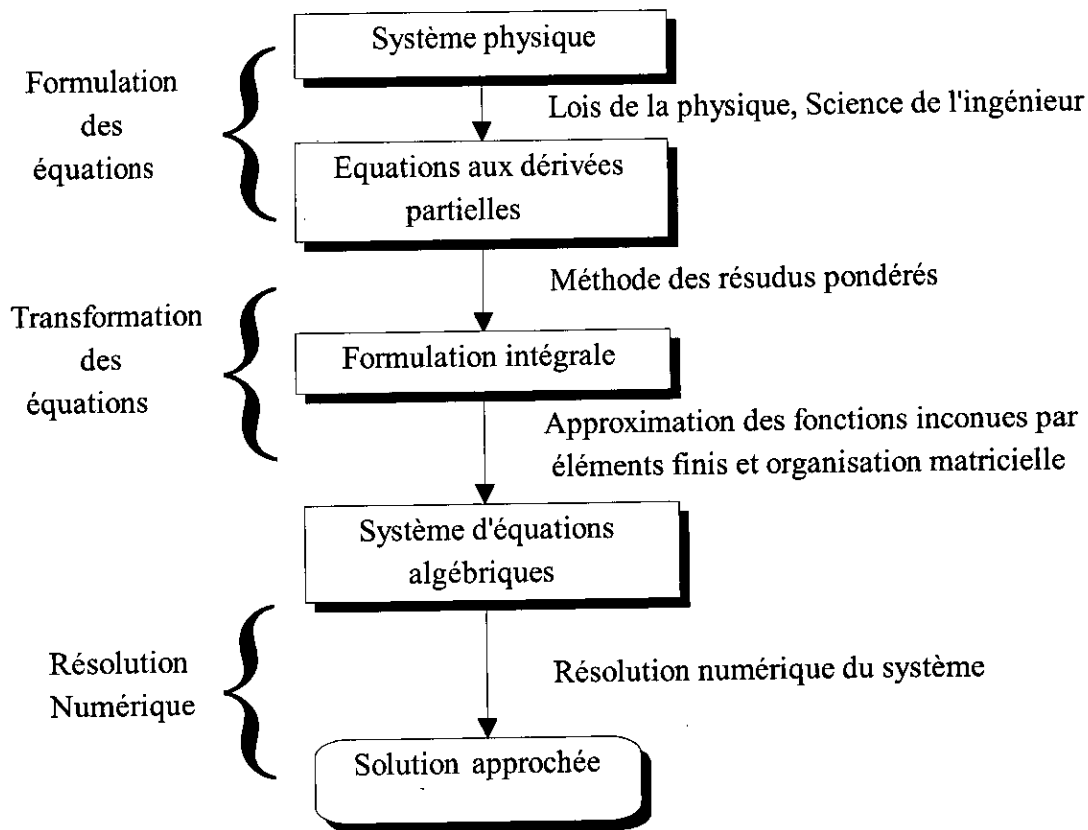 Système physique
Formulation
des
équations
Lois de la physique, Science de l'ingénieur
Equations aux dérivées
partielles
Méthode des résudus pondérés
Transformation
des
équations
Formulation intégrale
Approximation des fonctions inconues par
éléments finis et organisation matricielle
Système d'équations
algébriques
Résolution
Numérique
Résolution numérique du système
Solution approchée